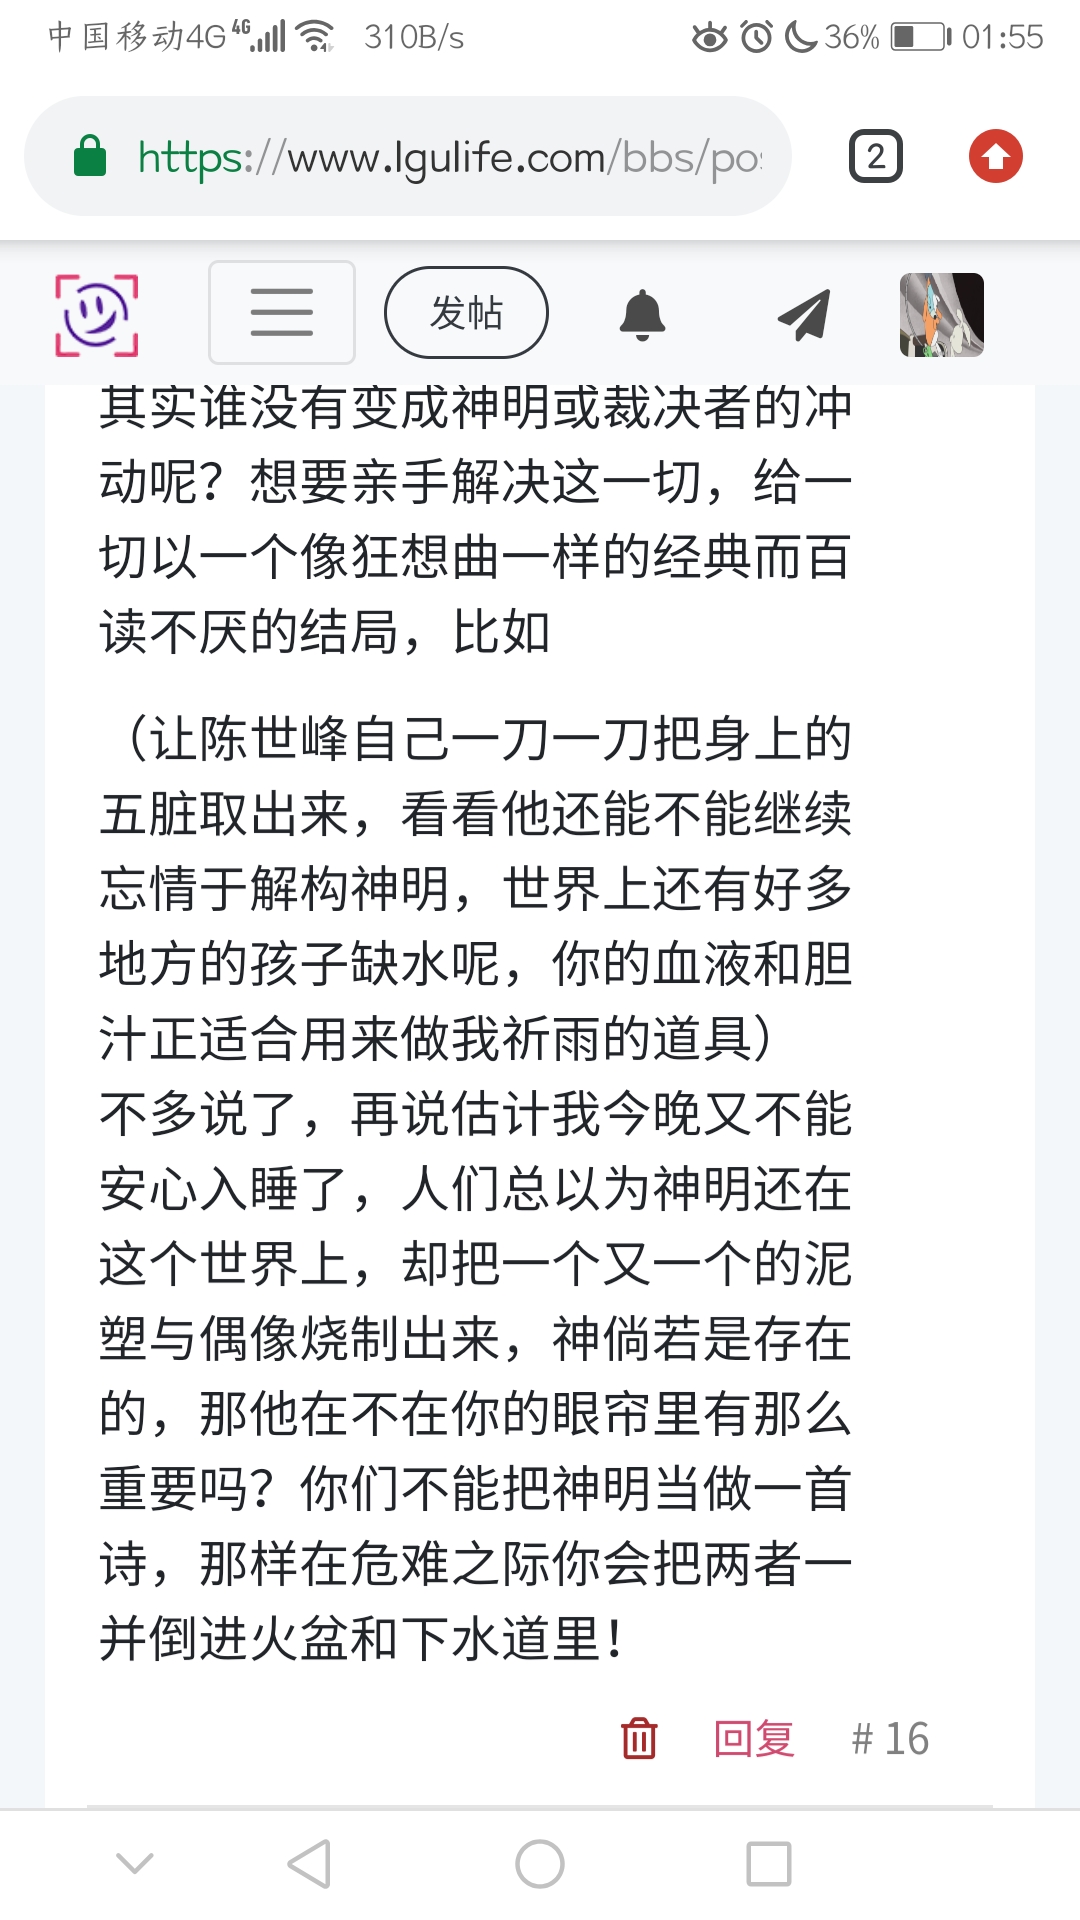 中国移动4G 4G 310B/s 36% 01:55
https://www.lgulife.com/bbs/pos
2
发帖
其实谁没有变成神明或裁决者的冲
动呢？想要亲手解决这一切，给一
切以一个像狂想曲一样的经典而百
读不厌的结局，比如
（让陈世峰自己一刀一刀把身上的
五脏取出来，看看他还能不能继续
忘情于解构神明，世界上还有好多
地方的孩子缺水呢，你的血液和胆
汁正适合用来做我祈雨的道具）
不多说了，再说估计我今晚又不能
安心入睡了，人们总以为神明还在
这个世界上，却把一个又一个的泥
塑与偶像烧制出来，神倘若是存在
的，那他在不在你的眼帘里有那么
重要吗？你们不能把神明当做一首
诗，那样在危难之际你会把两者一
并倒进火盆和下水道里！
回复 # 16